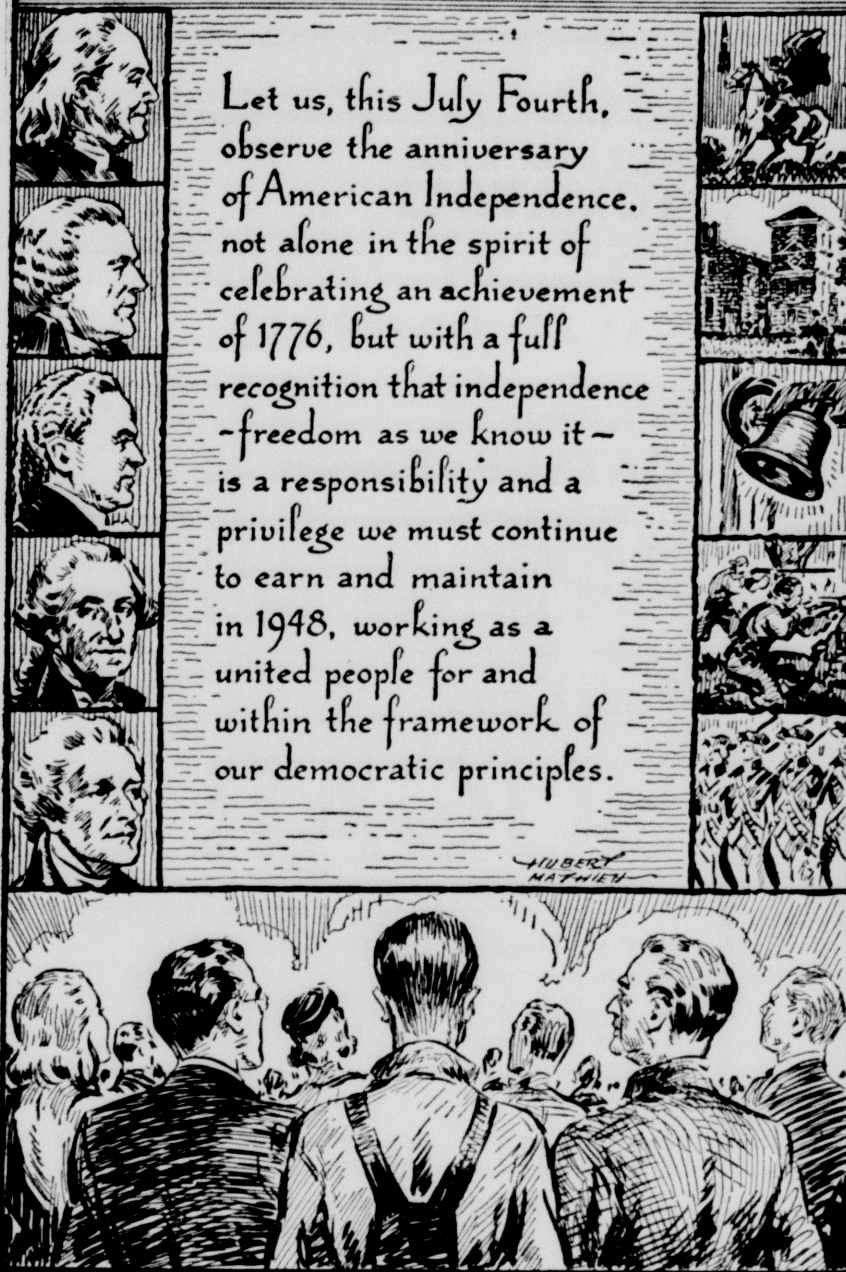 Let us, this July Fourth,
observe the anniversary
of American Independence,
not alone in the spirit of
celebrating an achievement
of 1776, but with a full
recognition that independence
-freedom as we know it-
is a responsibility and a
privilege we must continue
to earn and maintain
in 1948, working as a
united people for and
within the framework of
our democratic principles.
HUBERT
MATHIEU